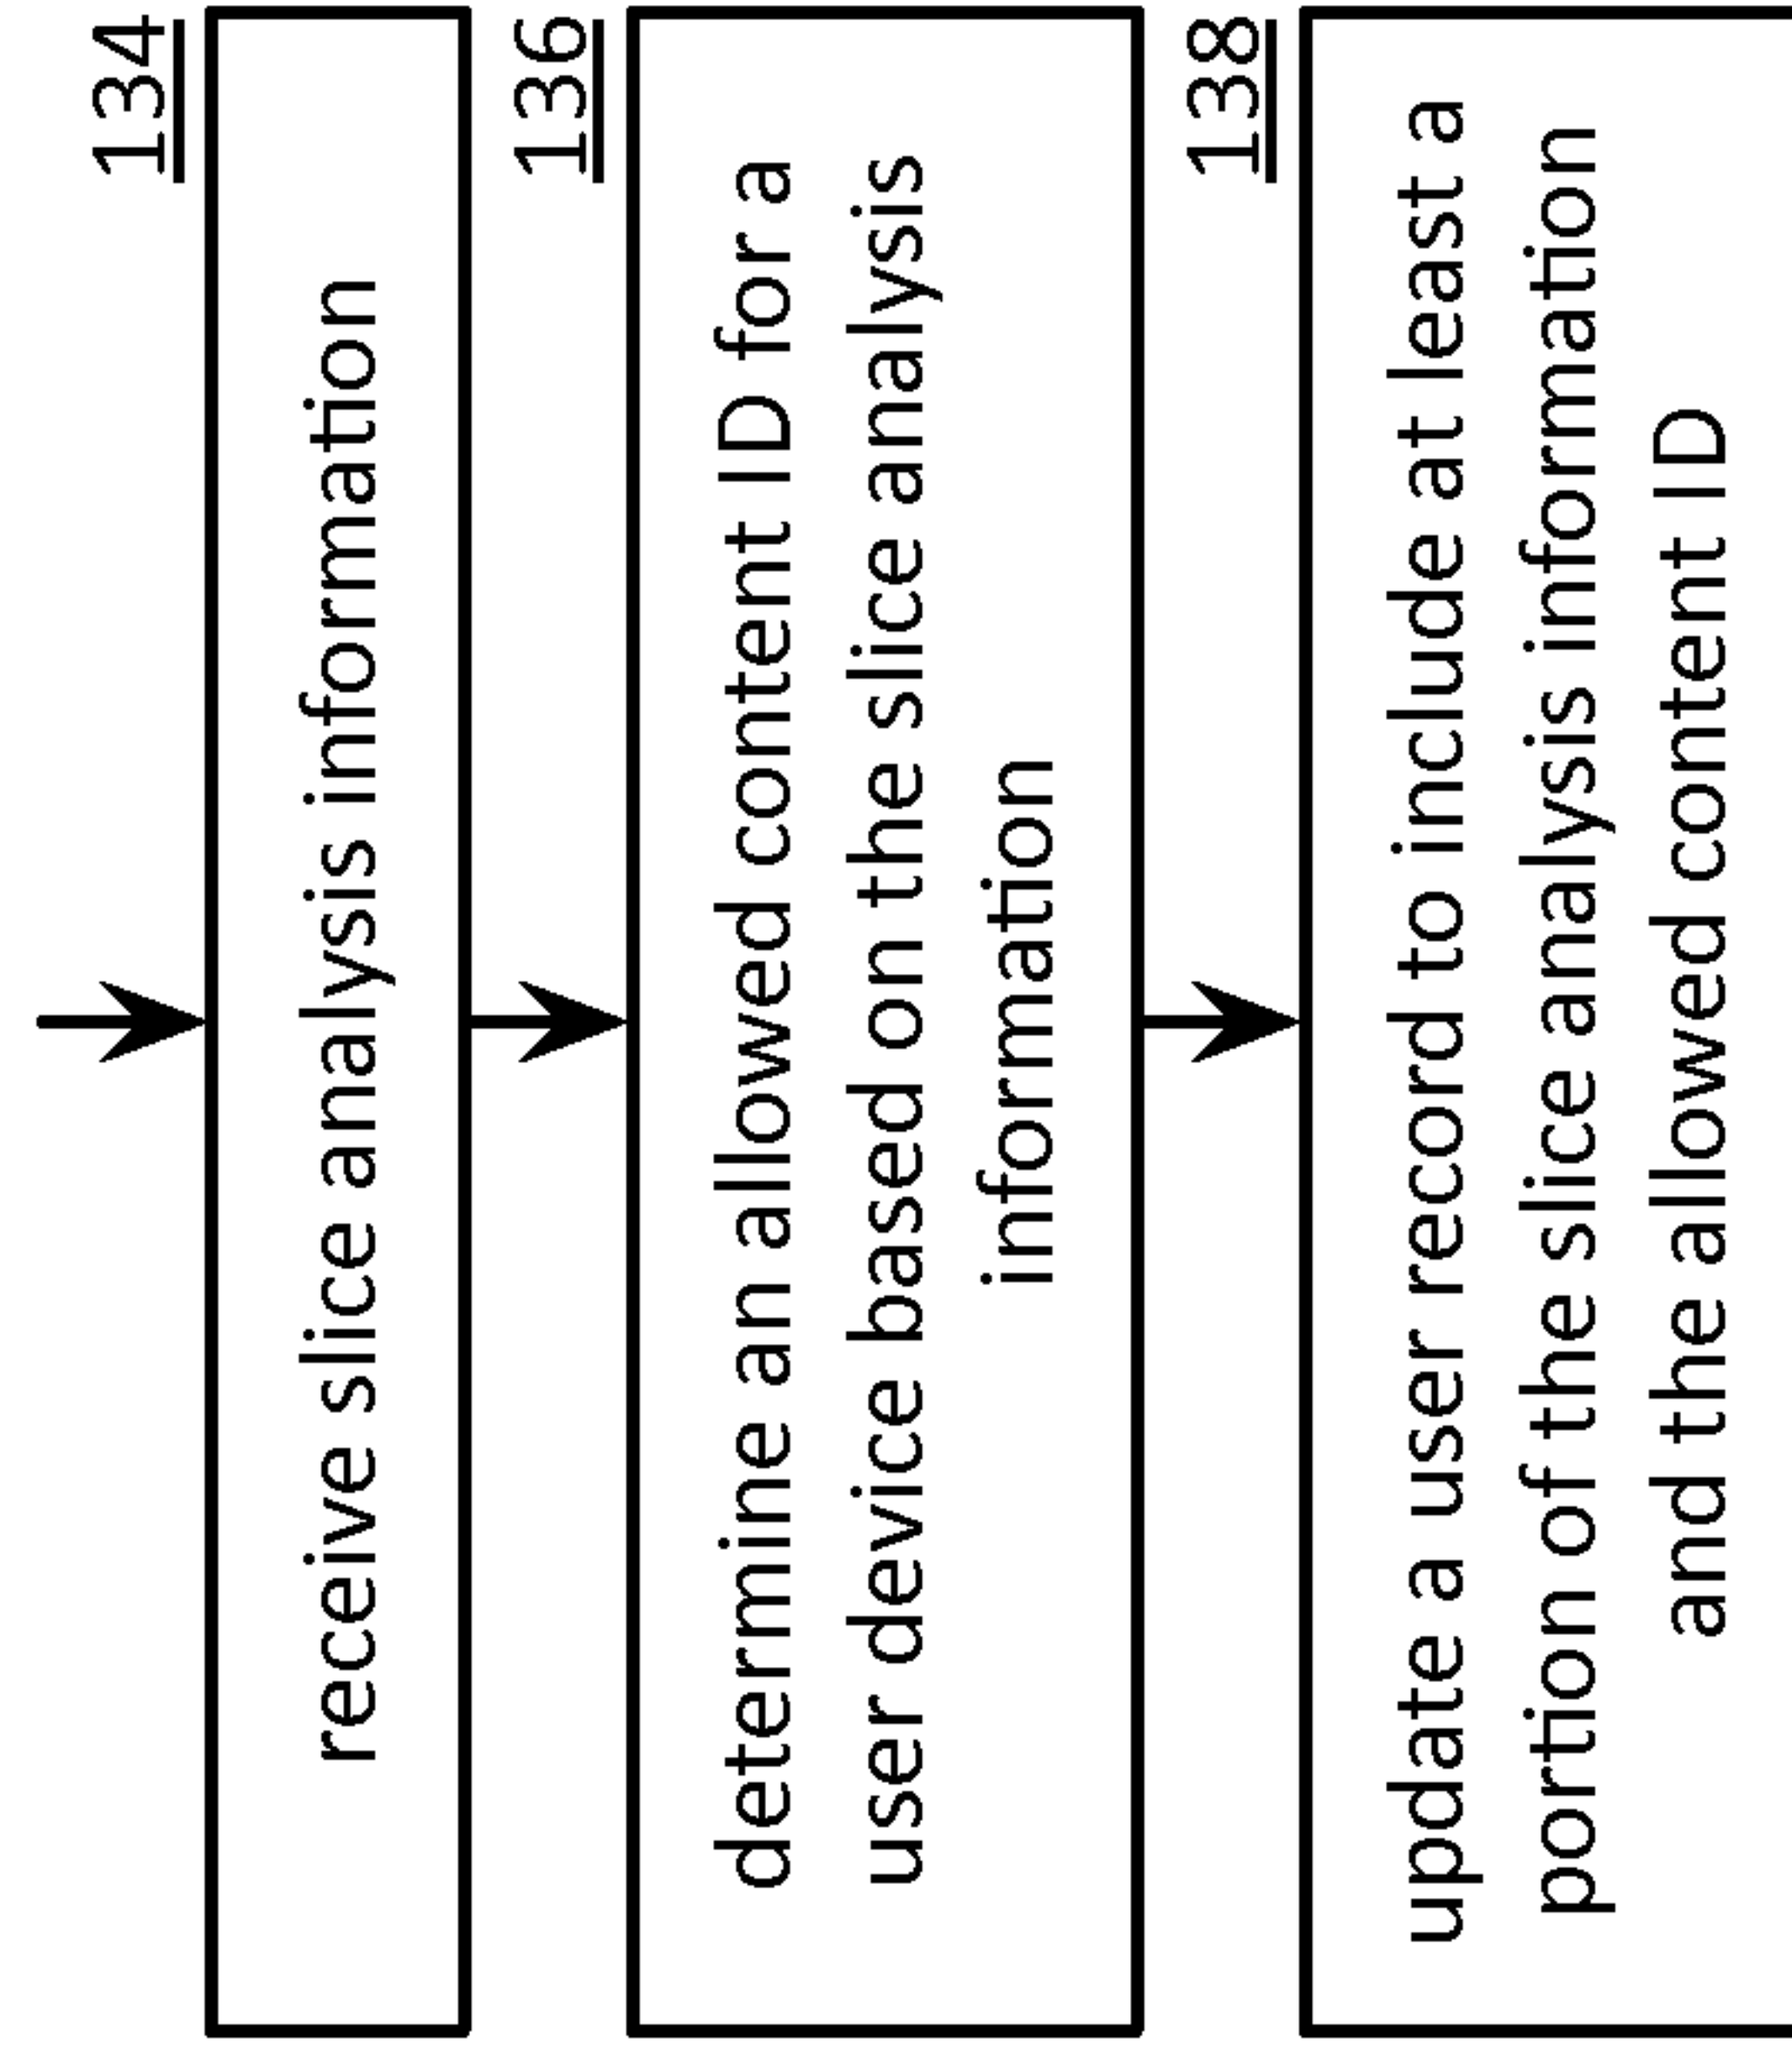 134
receive slice analysis information
136
determine an allowed content ID for a
user device based on the slice analysis
information
138
update a user record to include at least a
portion of the slice analysis information
and the allowed content ID